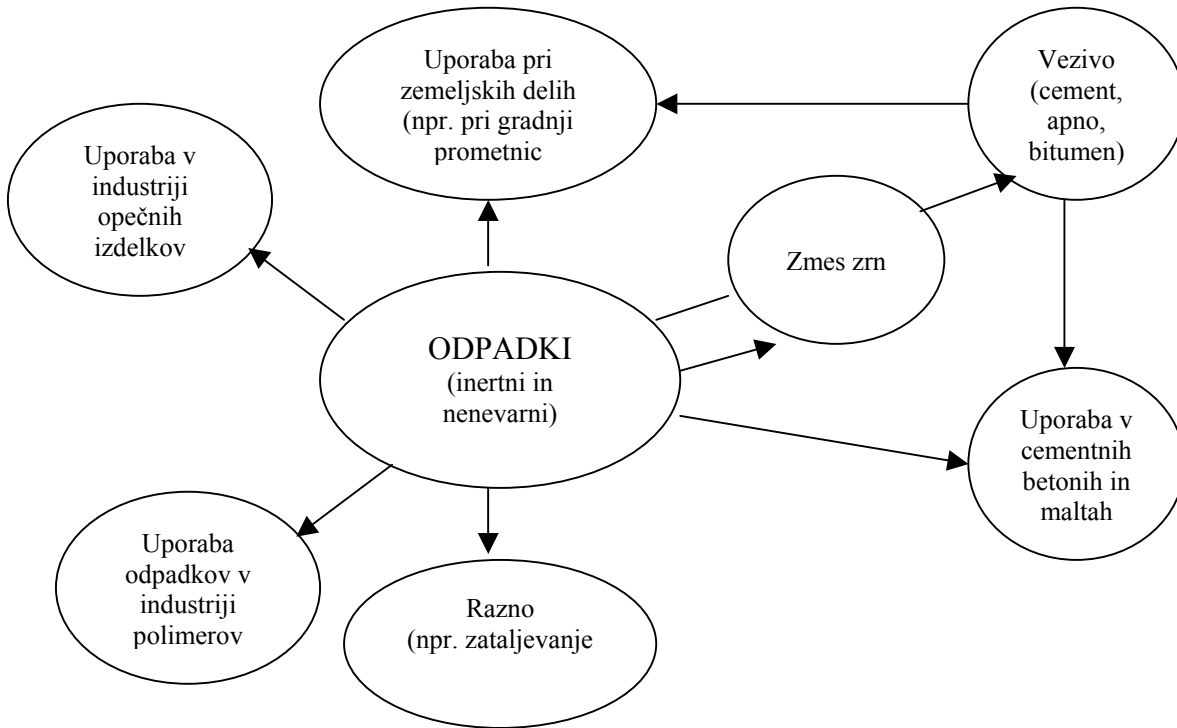 Uporaba pri
zemeljskih delih
(npr. pri gradnji
prometnic
Vezivo
(cement,
apno,
bitumen)
Uporaba v
industriji
opečnih
izdelkov
Zmes zrn
ODPADKI
(inertni in
nenevarni)
Uporaba v
cementnih
betonih in
maltah
Uporaba
odpadkov v
industriji
polimerov
Razno
(npr. zataljevanje